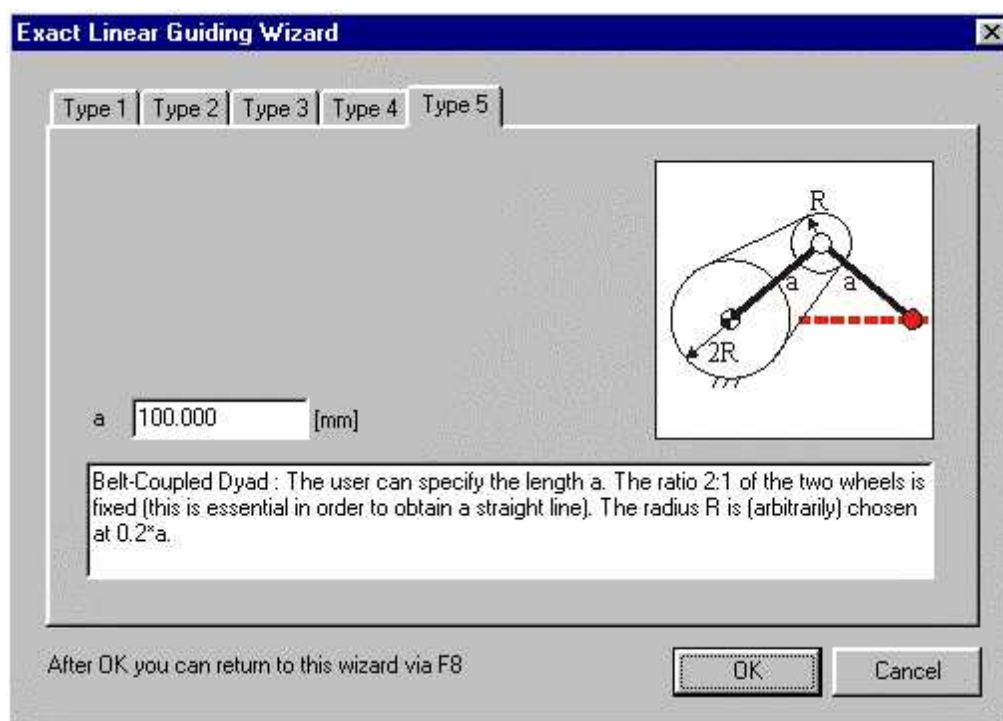 Exact Linear Guiding Wizard
Type 1 Type 2 Type 3 Type 4 Type 5
R
a a
2R
a 100.000 [mm]
Belt-Coupled Dyad : The user can specify the length a. The ratio 2:1 of the two wheels is
fixed (this is essential in order to obtain a straight line). The radius R is (arbitrarily) chosen
at 0.2*a.
After OK you can return to this wizard via F8
OK Cancel